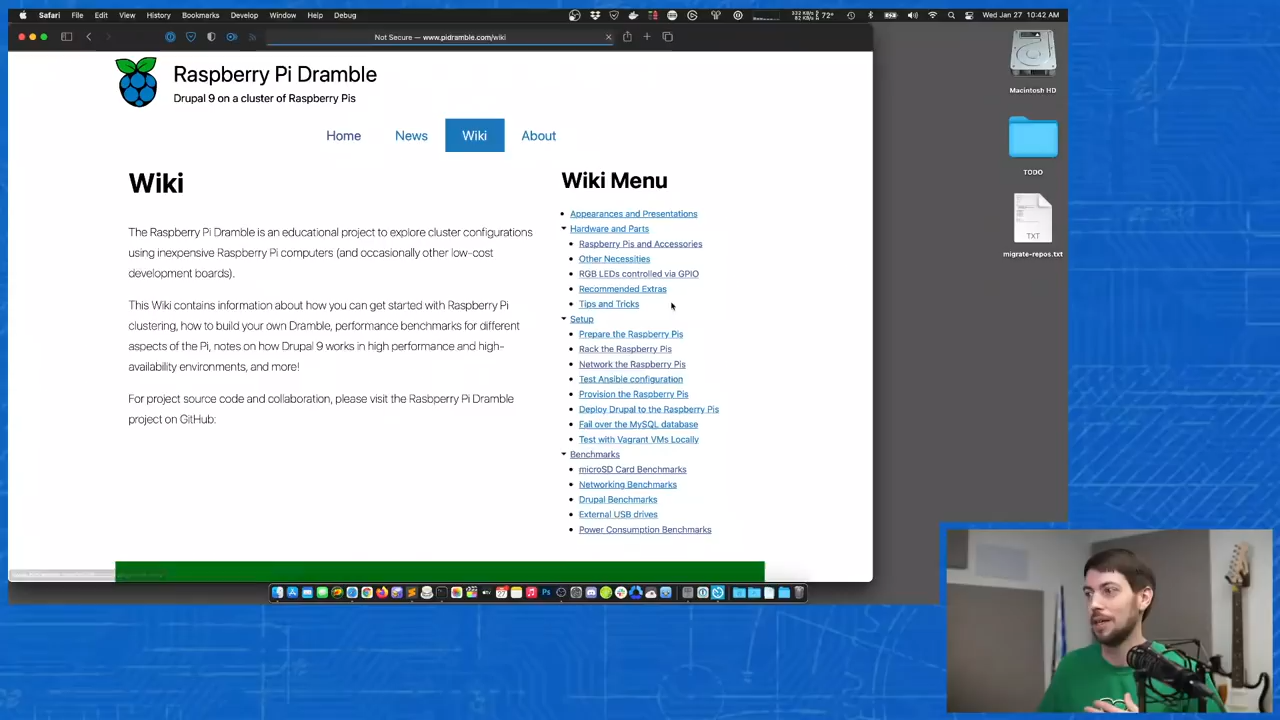 Safari File Edit View History Bookmarks Develop Window Help Debug
72° Wed Jan 27 10:42 AM
Not Secure — www.pidramble.com/wiki
Raspberry Pi Dramble
Drupal 9 on a cluster of Raspberry Pis
Home News Wiki About
Wiki
The Raspberry Pi Dramble is an educational project to explore cluster configurations
using inexpensive Raspberry Pi computers (and occasionally other low-cost
development boards).
This Wiki contains information about how you can get started with Raspberry Pi
clustering, how to build your own Dramble, performance benchmarks for different
aspects of the Pi, notes on how Drupal 9 works in high performance and high-
availability environments, and more!
For project source code and collaboration, please visit the Raspberry Pi Dramble
project on GitHub:
Wiki Menu
Appearances and Presentations
Hardware and Parts
Raspberry Pis and Accessories
Other Necessities
RGB LEDs controlled via GPIO
Recommended Extras
Tips and Tricks
Setup
Prepare the Raspberry Pis
Rack the Raspberry Pis
Network the Raspberry Pis
Test Ansible configuration
Provision the Raspberry Pis
Deploy Drupal to the Raspberry Pis
Fail over the MySQL database
Test with Vagrant VMs Locally
Benchmarks
microSD Card Benchmarks
Networking Benchmarks
Drupal Benchmarks
External USB drives
Power Consumption Benchmarks
Macintosh HD
TODO
TXT
migrate-repos.txt